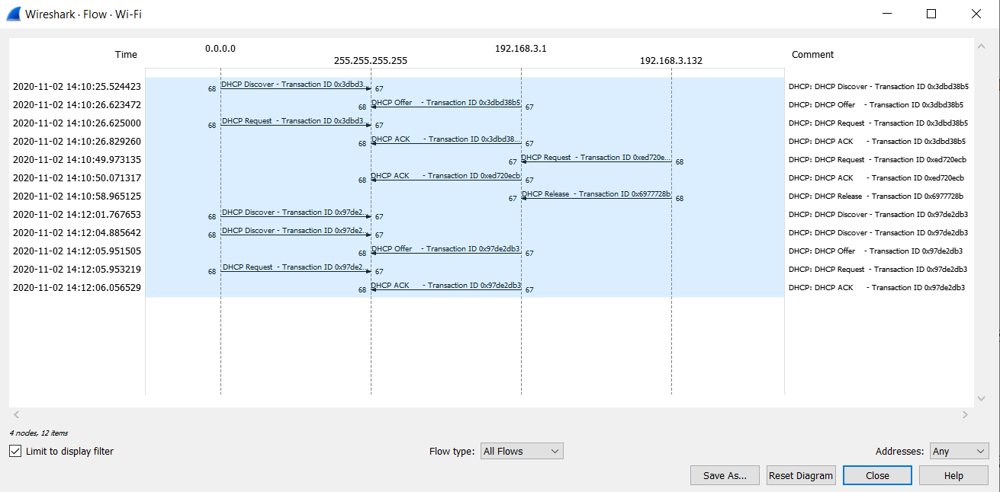 Wireshark · Flow · Wi-Fi
Time 0.0.0.0 255.255.255.255 192.168.3.1 192.168.3.132 Comment
2020-11-02 14:10:25.524423 68 DHCP Discover - Transaction ID 0x3dbd3... 67 DHCP: DHCP Discover - Transaction ID 0x3dbd38b5
2020-11-02 14:10:26.623472 68 DHCP Offer - Transaction ID 0x3dbd38b5 67 DHCP: DHCP Offer - Transaction ID 0x3dbd38b5
2020-11-02 14:10:26.625000 68 DHCP Request - Transaction ID 0x3dbd3... 67 DHCP: DHCP Request - Transaction ID 0x3dbd38b5
2020-11-02 14:10:26.829260 68 DHCP ACK - Transaction ID 0x3dbd38... 67 DHCP: DHCP ACK - Transaction ID 0x3dbd38b5
2020-11-02 14:10:49.973135 67 DHCP Request - Transaction ID 0xed720e... 68 DHCP: DHCP Request - Transaction ID 0xed720ecb
2020-11-02 14:10:50.071317 68 DHCP ACK - Transaction ID 0xed720ecb 67 DHCP: DHCP ACK - Transaction ID 0xed720ecb
2020-11-02 14:10:58.965125 67 DHCP Release - Transaction ID 0x6977728b 68 DHCP: DHCP Release - Transaction ID 0x6977728b
2020-11-02 14:12:01.767653 68 DHCP Discover - Transaction ID 0x97de2... 67 DHCP: DHCP Discover - Transaction ID 0x97de2db3
2020-11-02 14:12:04.885642 68 DHCP Discover - Transaction ID 0x97de2... 67 DHCP: DHCP Discover - Transaction ID 0x97de2db3
2020-11-02 14:12:05.951505 68 DHCP Offer - Transaction ID 0x97de2db3 67 DHCP: DHCP Offer - Transaction ID 0x97de2db3
2020-11-02 14:12:05.953219 68 DHCP Request - Transaction ID 0x97de2... 67 DHCP: DHCP Request - Transaction ID 0x97de2db3
2020-11-02 14:12:06.056529 68 DHCP ACK - Transaction ID 0x97de2db3 67 DHCP: DHCP ACK - Transaction ID 0x97de2db3
4 nodes, 12 items
Limit to display filter Flow type: All Flows Addresses: Any
Save As... Reset Diagram Close Help